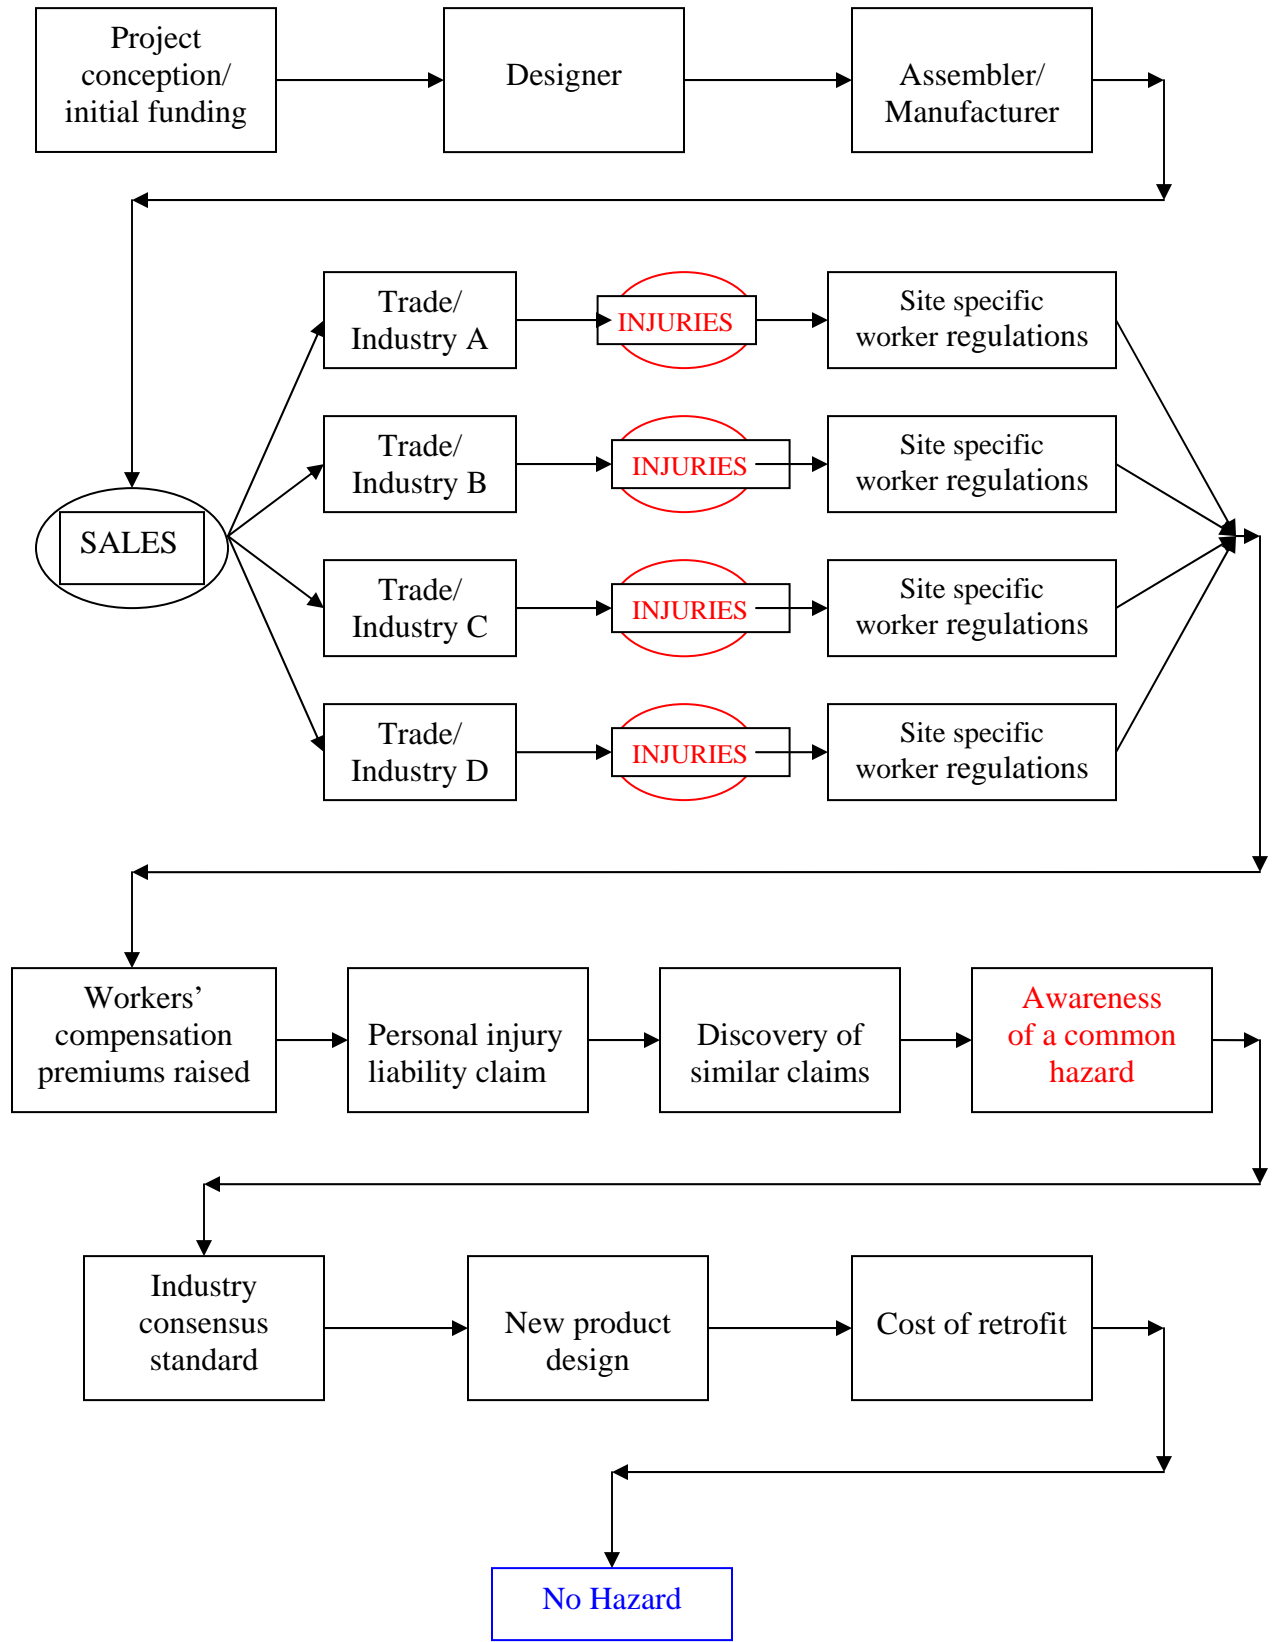 Project
conception/
initial funding
Designer
Assembler/
Manufacturer
Trade/
Industry A
INJURIES
Site specific
worker regulations
Trade/
Industry B
INJURIES
Site specific
worker regulations
SALES
Trade/
Industry C
INJURIES
Site specific
worker regulations
Trade/
Industry D
INJURIES
Site specific
worker regulations
Workers’
compensation
premiums raised
Personal injury
liability claim
Discovery of
similar claims
Awareness
of a common
hazard
Industry
consensus
standard
New product
design
Cost of retrofit
No Hazard